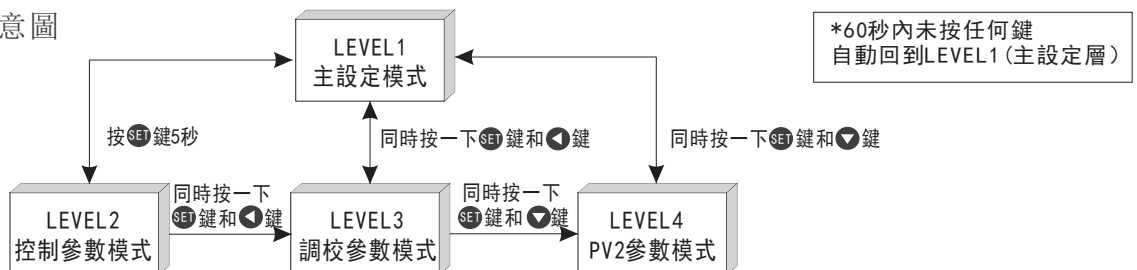 意圖
LEVEL1
主設定模式
*60秒內未按任何鍵
自動回到LEVEL1(主設定層)
按SET鍵5秒
同時按一下SET鍵和◀鍵
同時按一下SET鍵和▼鍵
LEVEL2
控制參數模式
同時按一下
SET鍵和◀鍵
LEVEL3
調校參數模式
同時按一下
SET鍵和▼鍵
LEVEL4
PV2參數模式